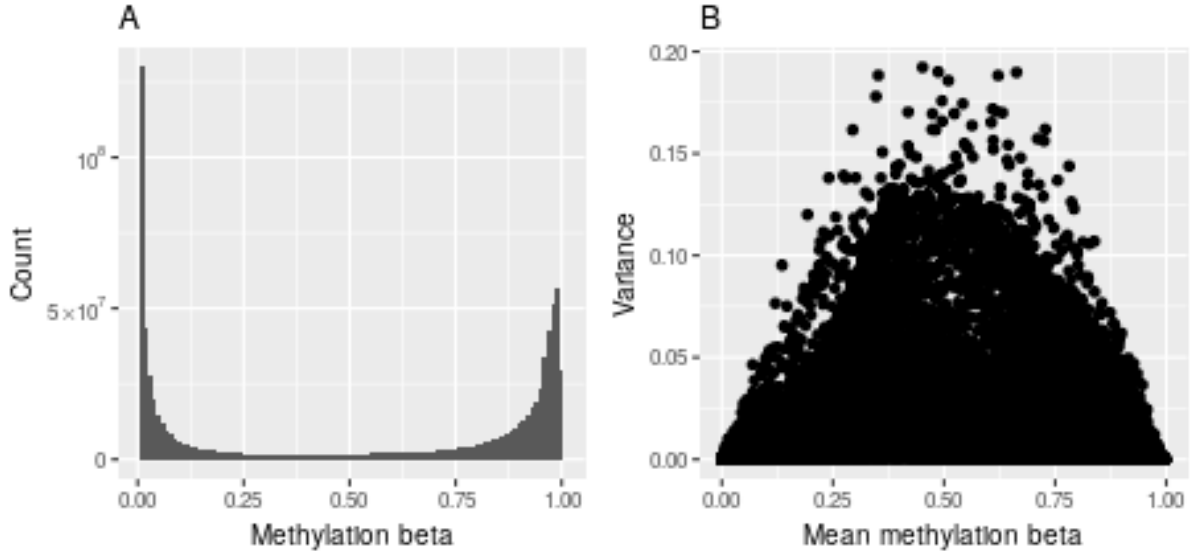 A
Count
10⁸
5×10⁷
0
0.00 0.25 0.50 0.75 1.00
Methylation beta
B
Variance
0.20
0.15
0.10
0.05
0.00
0.00 0.25 0.50 0.75 1.00
Mean methylation beta